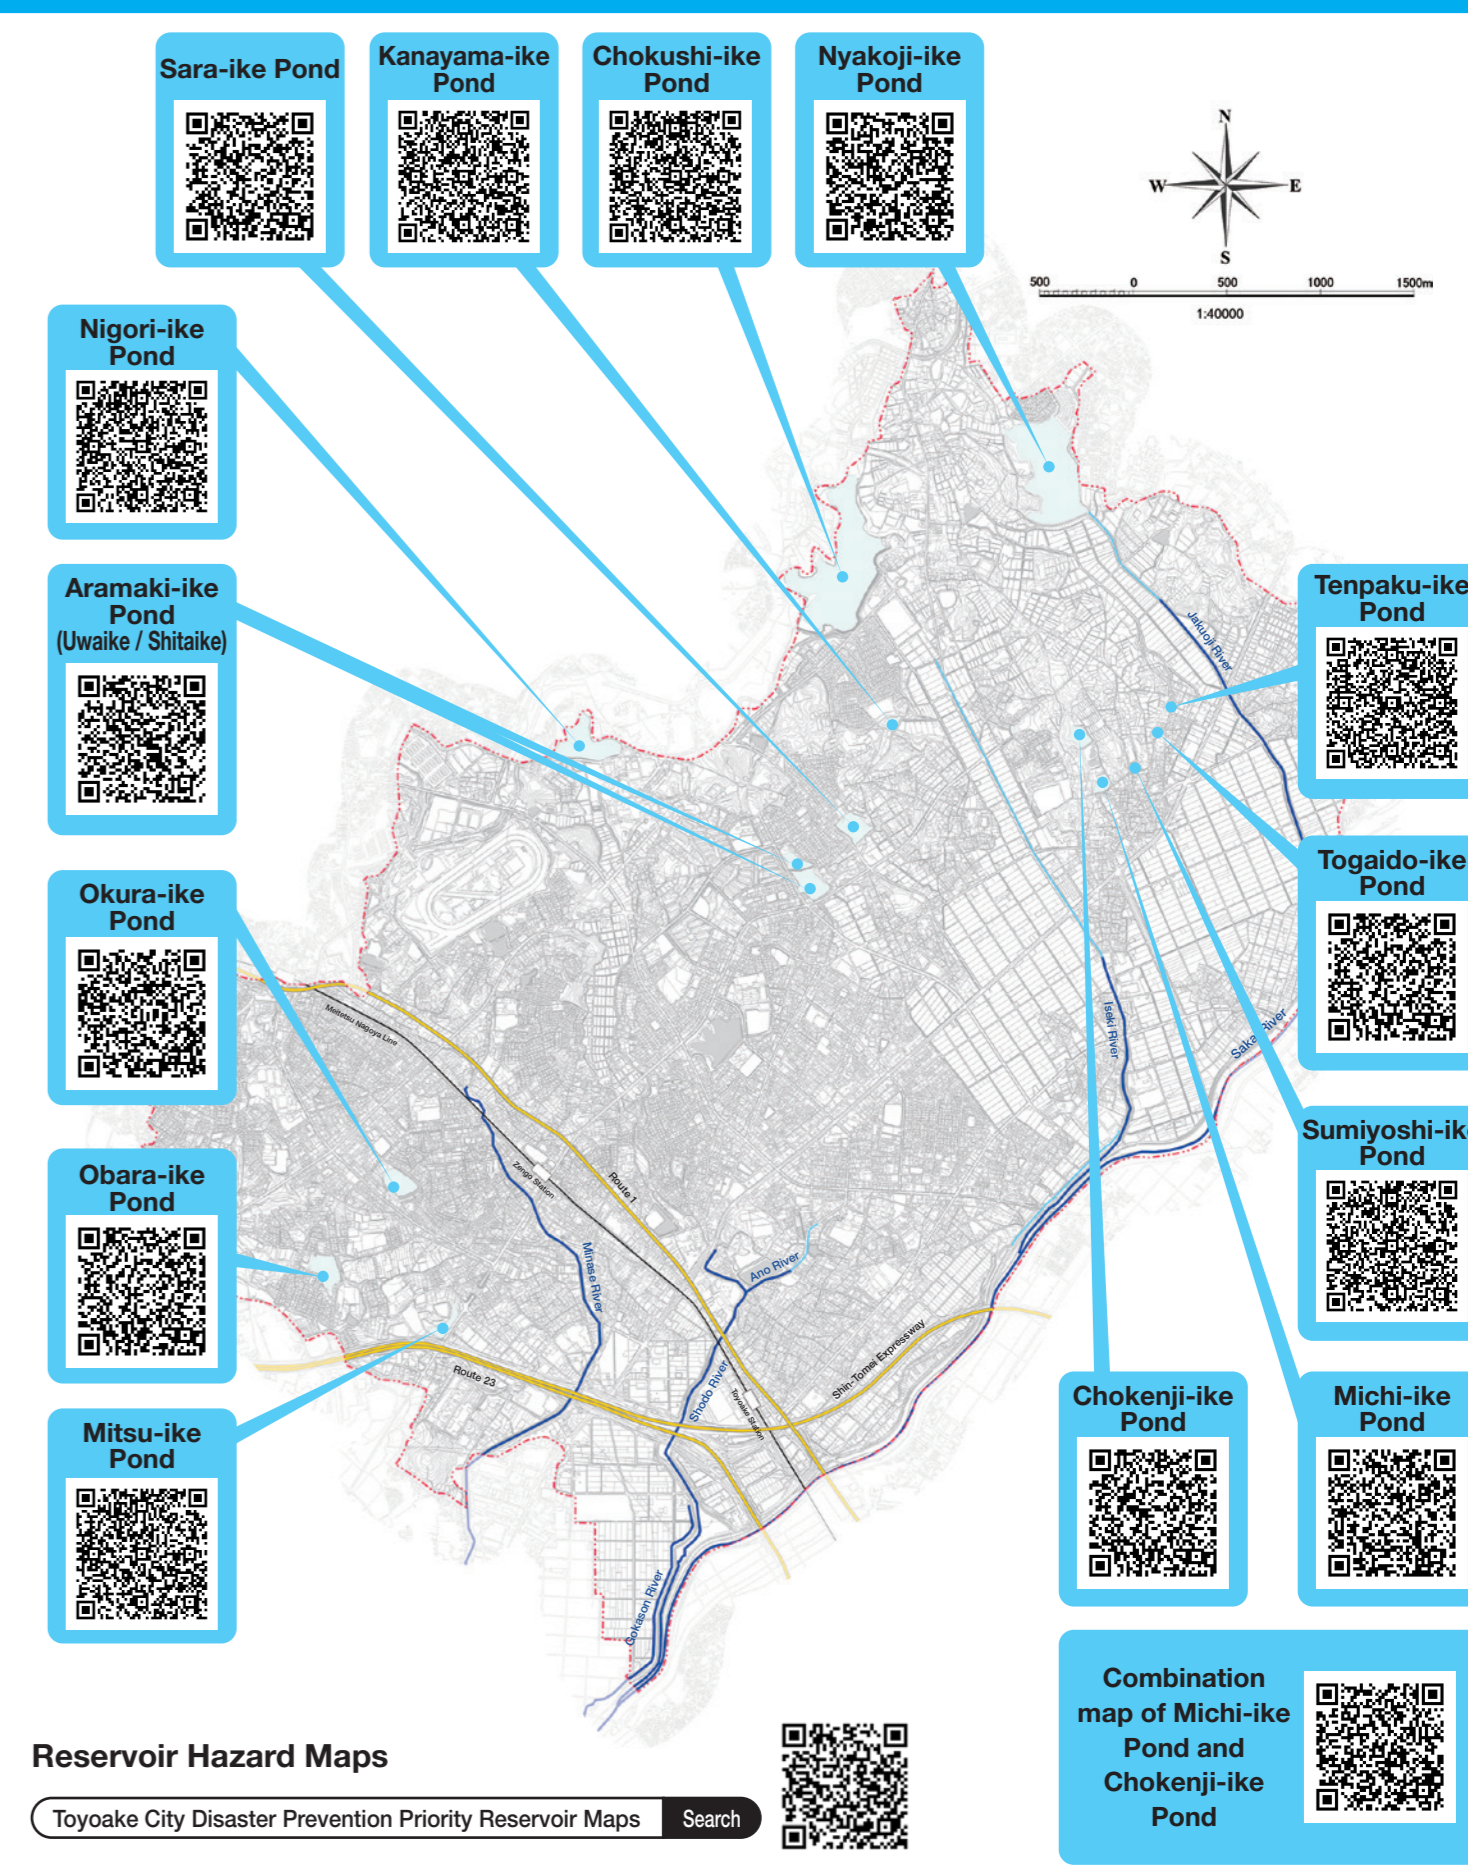 Sara-ike Pond
Kanayama-ike
Pond
Chokushi-ike
Pond
Nyakoji-ike
Pond
N
W
E
S
500
0
500
1000
1500m
1:40000
Nigori-ike
Pond
Aramaki-ike
Pond
(Uwaike / Shitaike)
Tenpaku-ike
Pond
Jakuoji River
Togaido-ike
Pond
Okura-ike
Pond
Meitetsu Nagoya Line
Iseki River
Sakai River
Sumiyoshi-ike
Pond
Obara-ike
Pond
Zengo Station
Route 1
Minase River
Ano River
Shin-Tomei Expressway
Route 23
Shodo River
Toyoake Station
Mitsu-ike
Pond
Chokenji-ike
Pond
Michi-ike
Pond
Gokason River
Combination
map of Michi-ike
Pond and
Chokenji-ike
Pond
Reservoir Hazard Maps
Toyoake City Disaster Prevention Priority Reservoir Maps
Search